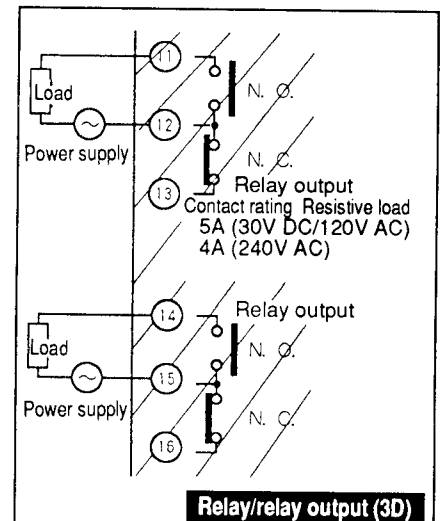 11
Load
N. O.
12
Power supply
N. C.
13
Relay output
Contact rating Resistive load
5A (30V DC/120V AC)
4A (240V AC)
14
Relay output
Load
N. O.
15
Power supply
N. C.
16
Relay/relay output (3D)